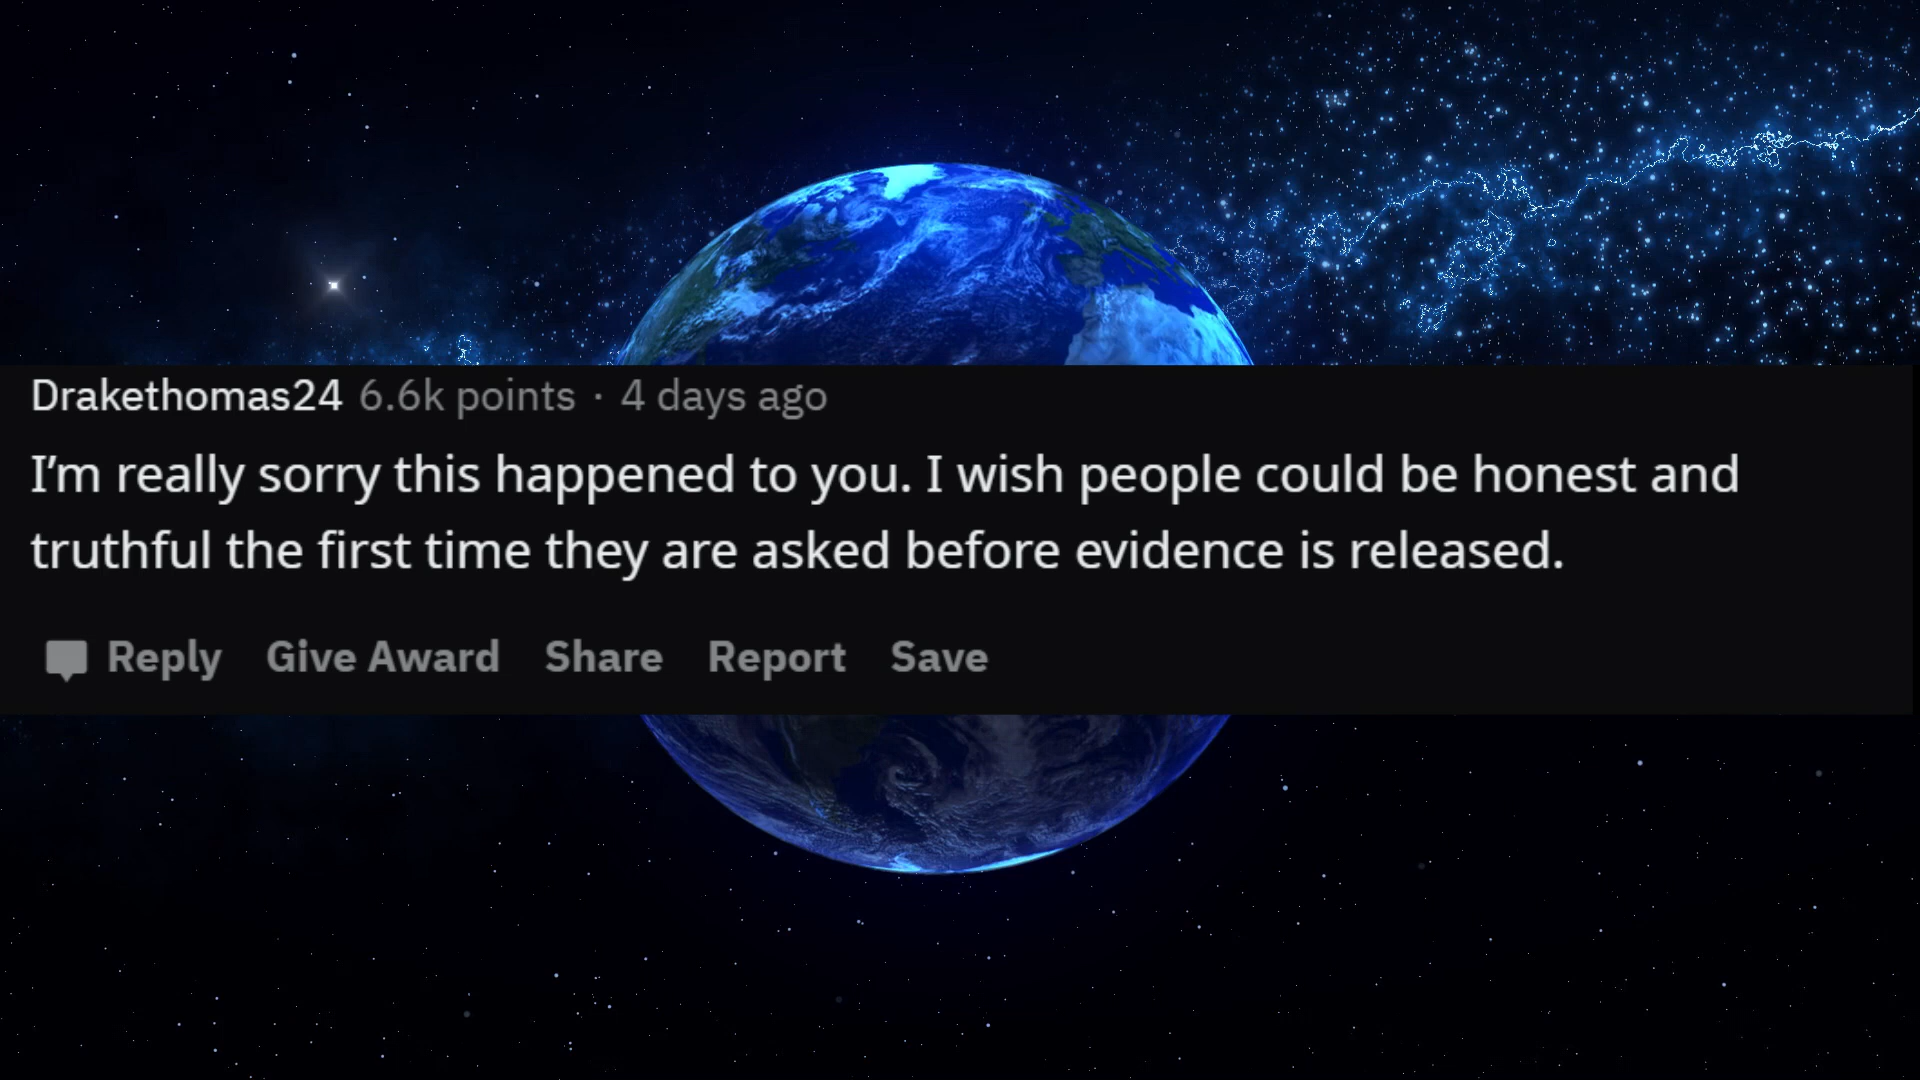 Drakethomas24 6.6k points · 4 days ago
I’m really sorry this happened to you. I wish people could be honest and
truthful the first time they are asked before evidence is released.
Reply Give Award Share Report Save